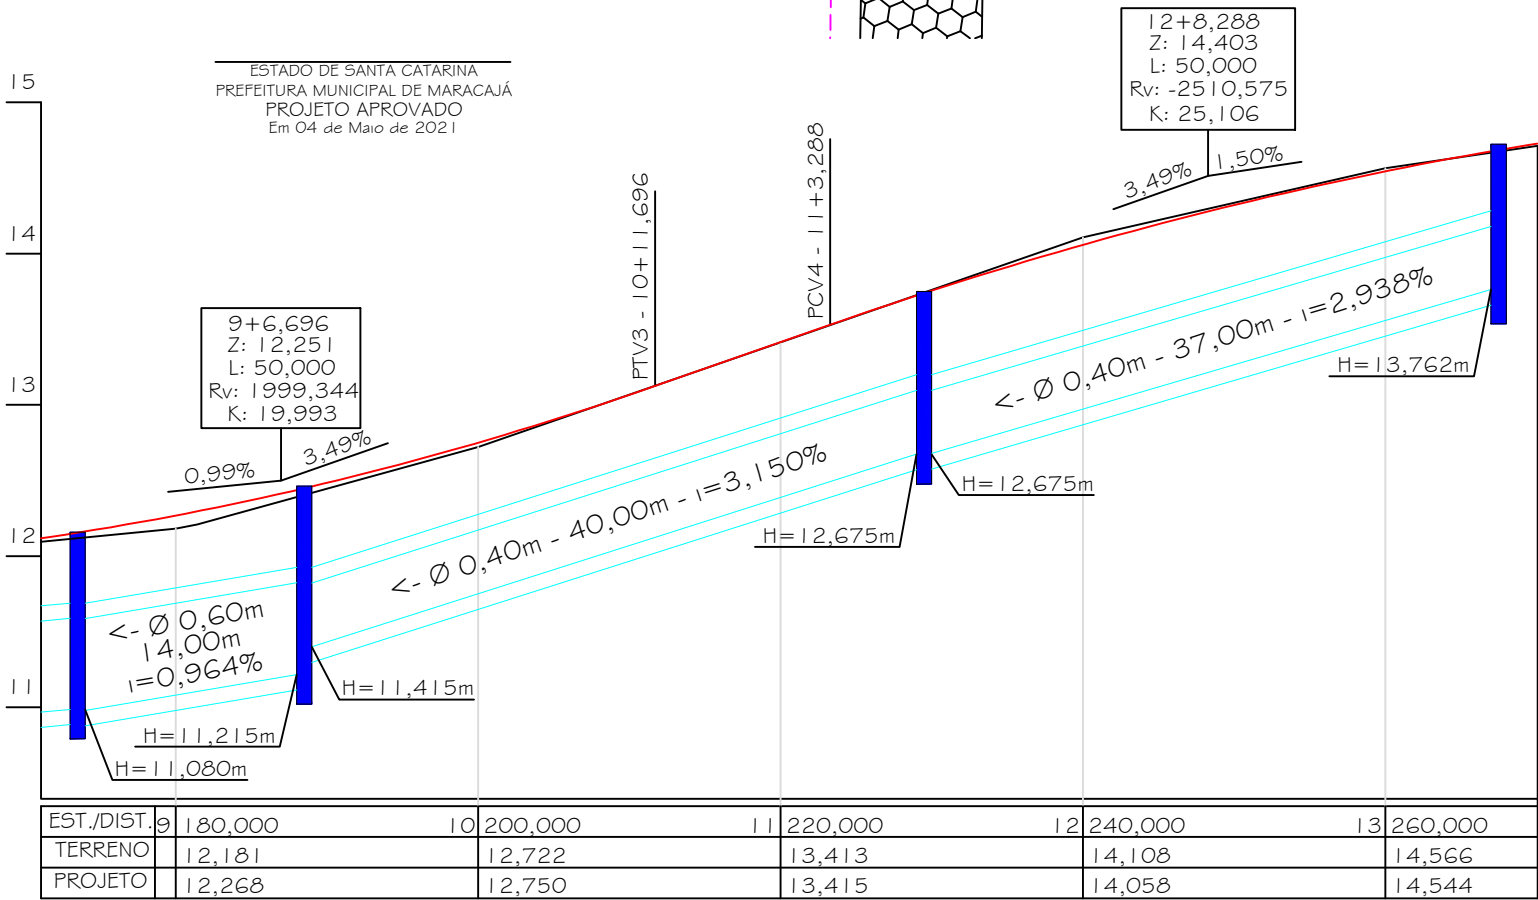 ESTADO DE SANTA CATARINA
PREFEITURA MUNICIPAL DE MARACAJÁ
PROJETO APROVADO
Em 04 de Maio de 2021
12+8,288
Z: 14,403
L: 50,000
Rv: -2510,575
K: 25,106
3,49%
1,50%
15
14
13
12
11
PTV3 - 10+11,696
PCV4 - 11+3,288
9+6,696
Z: 12,251
L: 50,000
Rv: 1999,344
K: 19,993
0,99%
3,49%
<- Ø 0,40m - 37,00m - i=2,938%
H=13,762m
<- Ø 0,40m - 40,00m - i=3,150%
H=12,675m
H=12,675m
<- Ø 0,60m
14,00m
i=0,964%
H=11,415m
H=11,215m
H=11,080m
EST./DIST. 9 180,000 10 200,000 11 220,000 12 240,000 13 260,000
TERRENO 12,181 12,722 13,413 14,108 14,566
PROJETO 12,268 12,750 13,415 14,058 14,544